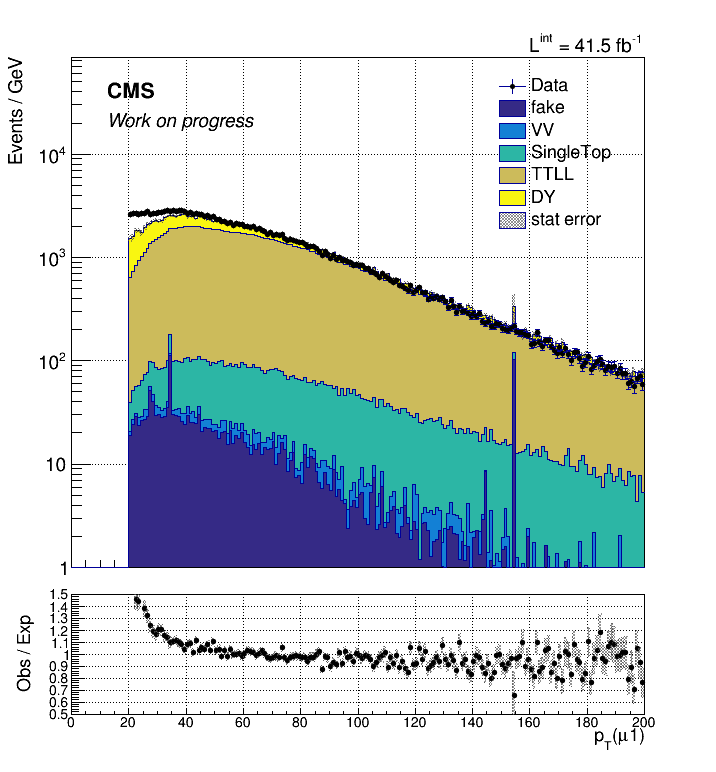 L^int = 41.5 fb^-1
Events / GeV
CMS
Work on progress
Data
fake
VV
SingleTop
TTLL
DY
stat error
10^4
10^3
10^2
10
1
Obs / Exp
1.5
1.4
1.3
1.2
1.1
1
0.9
0.8
0.7
0.6
0.5
0 20 40 60 80 100 120 140 160 180 200
p_T(μ1)